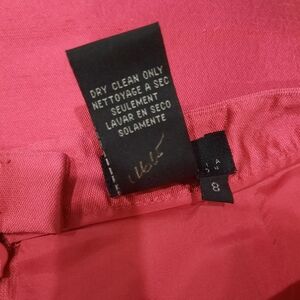 DRY CLEAN ONLY
NETTOYAGE A SEC
SEULEMENT
LAVAR EN SECO
SOLAMENTE
8